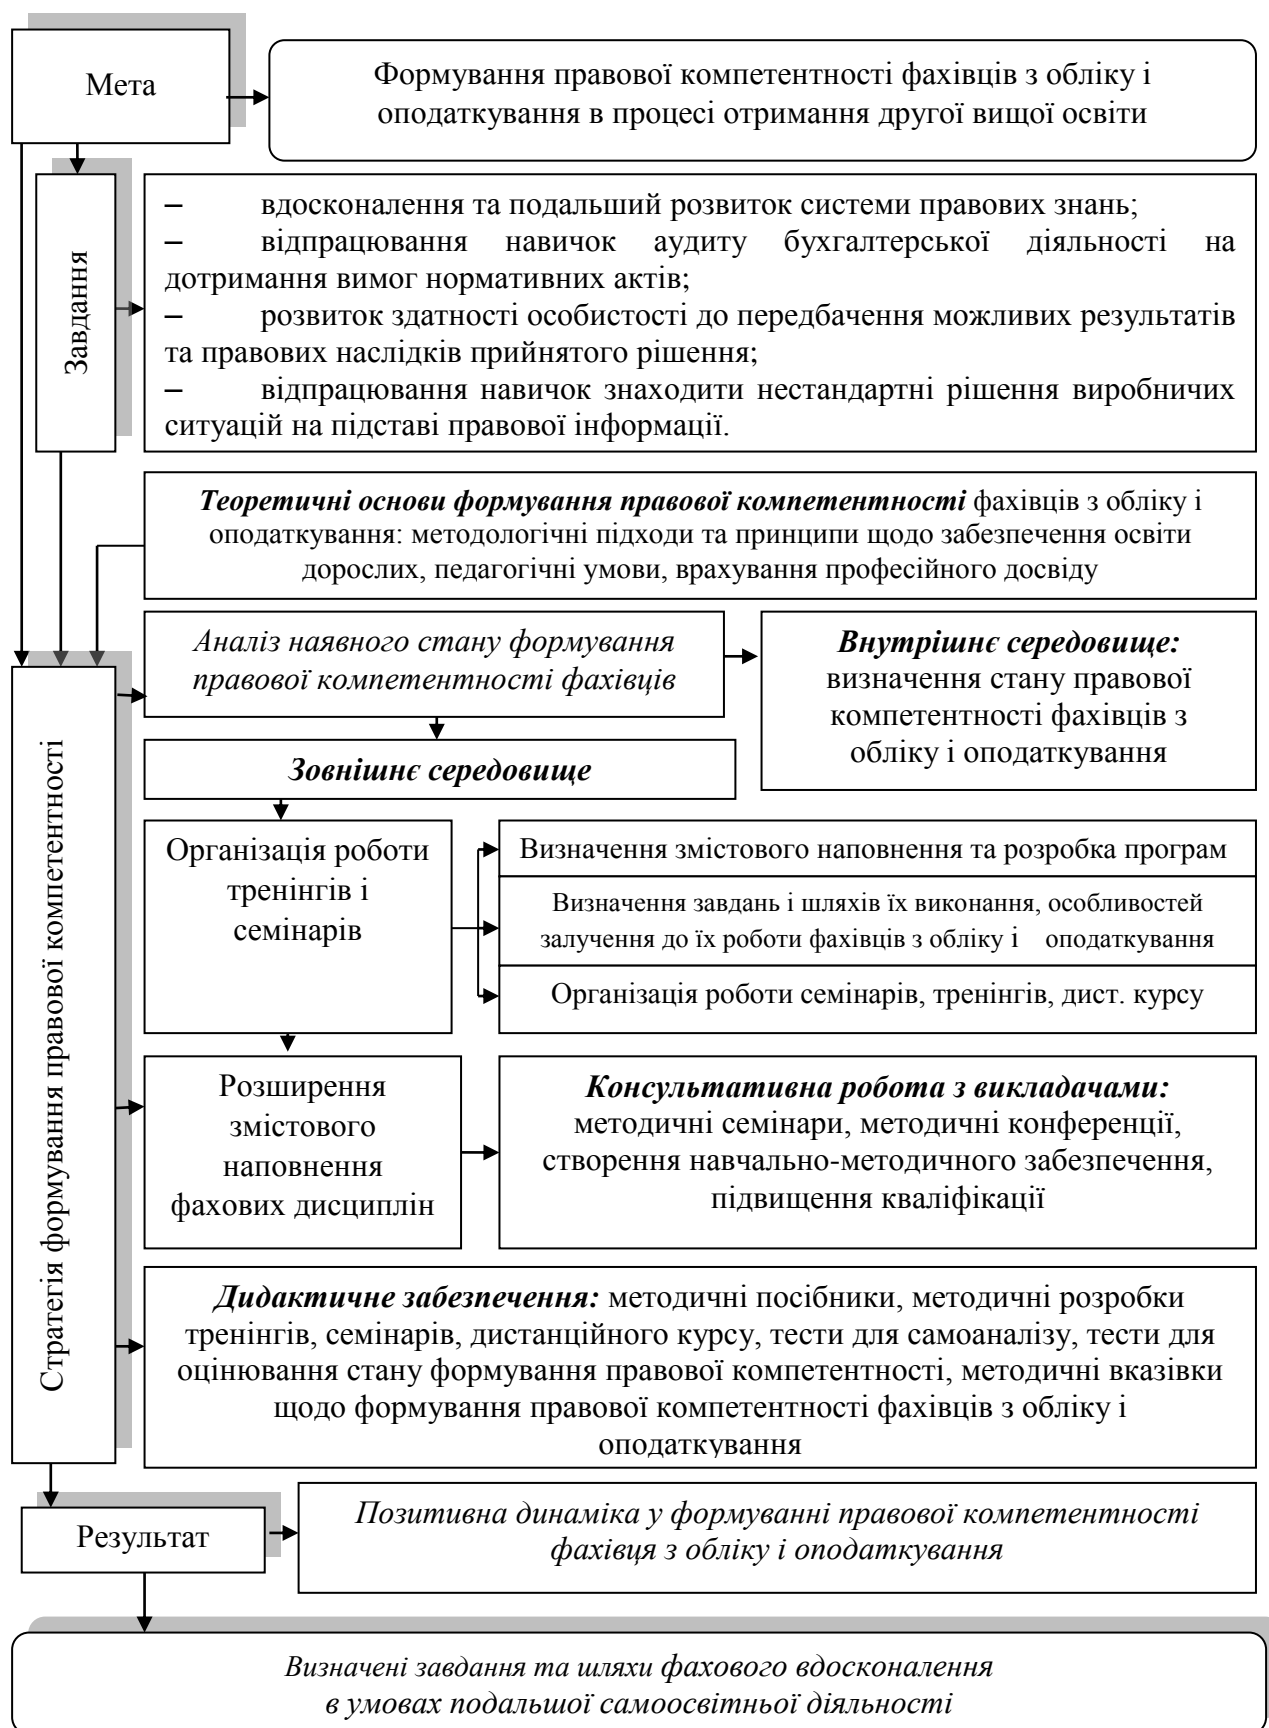 Мета
Формування правової компетентності фахівців з обліку і
оподаткування в процесі отримання другої вищої освіти
Завдання
– вдосконалення та подальший розвиток системи правових знань;
– відпрацювання навичок аудиту бухгалтерської діяльності на
дотримання вимог нормативних актів;
– розвиток здатності особистості до передбачення можливих результатів
та правових наслідків прийнятого рішення;
– відпрацювання навичок знаходити нестандартні рішення виробничих
ситуацій на підставі правової інформації.
Теоретичні основи формування правової компетентності фахівців з обліку і
оподаткування: методологічні підходи та принципи щодо забезпечення освіти
дорослих, педагогічні умови, врахування професійного досвіду
Стратегія формування правової компетентності
Аналіз наявного стану формування
правової компетентності фахівців
Внутрішнє середовище:
визначення стану правової
компетентності фахівців з
обліку і оподаткування
Зовнішнє середовище
Організація роботи
тренінгів і
семінарів
Визначення змістового наповнення та розробка програм
Визначення завдань і шляхів їх виконання, особливостей
залучення до їх роботи фахівців з обліку і оподаткування
Організація роботи семінарів, тренінгів, дист. курсу
Розширення
змістового
наповнення
фахових дисциплін
Консультативна робота з викладачами:
методичні семінари, методичні конференції,
створення навчально-методичного забезпечення,
підвищення кваліфікації
Дидактичне забезпечення: методичні посібники, методичні розробки
тренінгів, семінарів, дистанційного курсу, тести для самоаналізу, тести для
оцінювання стану формування правової компетентності, методичні вказівки
щодо формування правової компетентності фахівців з обліку і
оподаткування
Результат
Позитивна динаміка у формуванні правової компетентності
фахівця з обліку і оподаткування
Визначені завдання та шляхи фахового вдосконалення
в умовах подальшої самоосвітньої діяльності